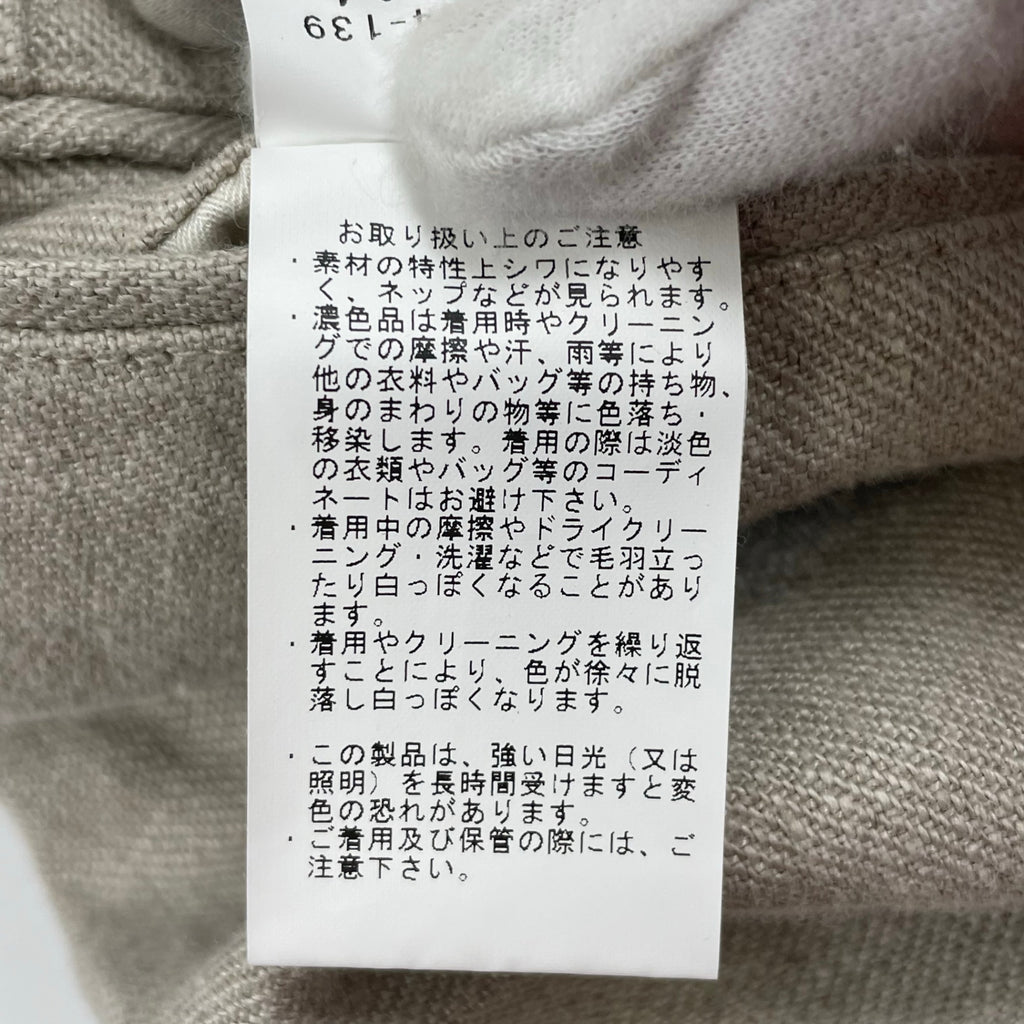 -139
お取り扱い上のご注意
・素材の特性上シワになりやす
く、ネップなどが見られます。
・濃色品は着用時やクリーニン
グでの摩擦や汗、雨等により
他の衣料やバッグ等の持ち物、
身のまわりの物等に色落ち・
移染します。着用の際は淡色
の衣類やバッグ等のコーディ
ネートはお避け下さい。
・着用中の摩擦やドライクリー
ニング・洗濯などで毛羽立っ
たり白っぽくなることがあり
ます。
・着用やクリーニングを繰り返
すことにより、色が徐々に脱
落し白っぽくなります。
・この製品は、強い日光（又は
照明）を長時間受けますと変
色の恐れがあります。
・ご着用及び保管の際には、ご
注意下さい。